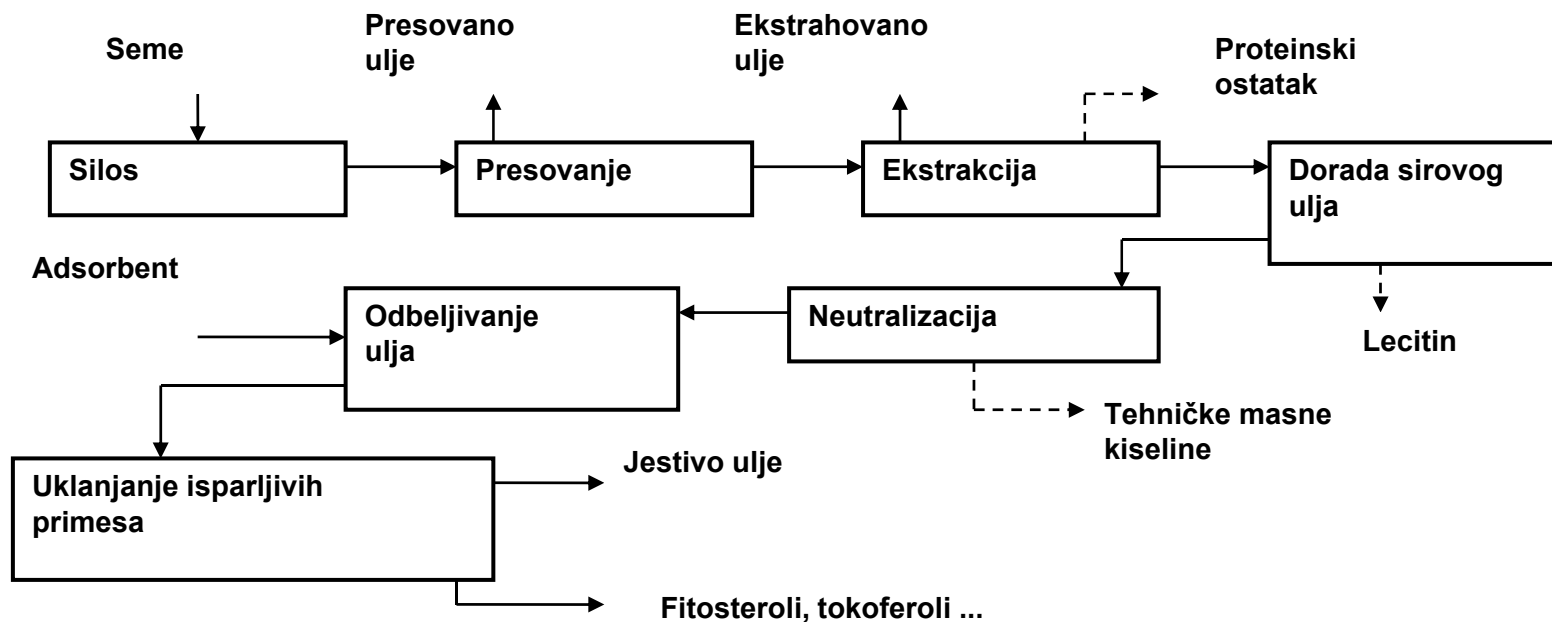 Seme
Presovano
ulje
Ekstrahovano
ulje
Proteinski
ostatak
Silos
Presovanje
Ekstrakcija
Dorada sirovog
ulja
Adsorbent
Odbeljivanje
ulja
Neutralizacija
Lecitin
Tehničke masne
kiseline
Uklanjanje isparljivih
primesa
Jestivo ulje
Fitosteroli, tokoferoli ...